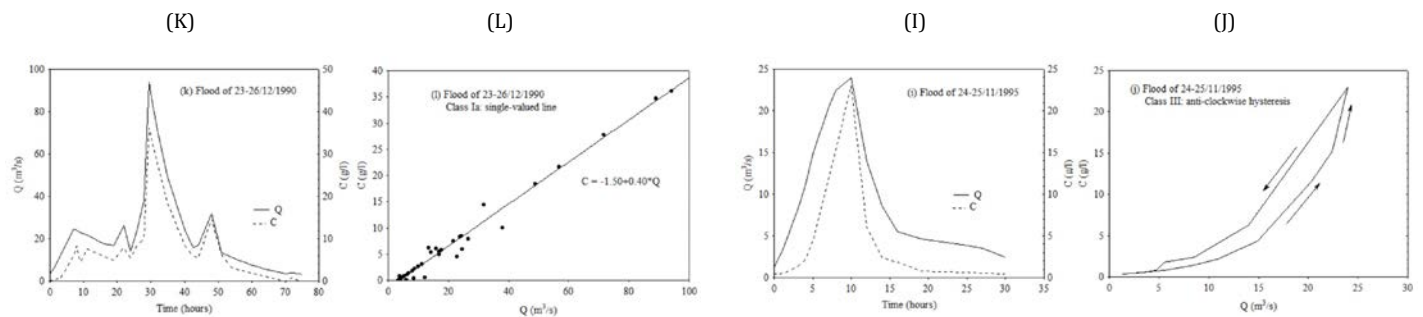 (K)
(L)
(I)
(J)
(k) Flood of 23-26/12/1990
Q (m³/s)
100
80
60
40
20
0
50
40
30
20
10
0
C (g/l)
Q
C
0 10 20 30 40 50 60 70 80
Time (hours)
(l) Flood of 23-26/12/1990
Class Ia: single-valued line
C (g/l)
40
35
30
25
20
15
10
5
0
C = -1.50+0.40*Q
0 20 40 60 80 100
Q (m³/s)
(i) Flood of 24-25/11/1995
Q (m³/s)
25
20
15
10
5
0
25
20
15
10
5
0
C (g/l)
Q
C
0 5 10 15 20 25 30 35
Time (hours)
(j) Flood of 24-25/11/1995
Class III: anti-clockwise hysteresis
C (g/l)
25
20
15
10
5
0
0 5 10 15 20 25 30
Q (m³/s)